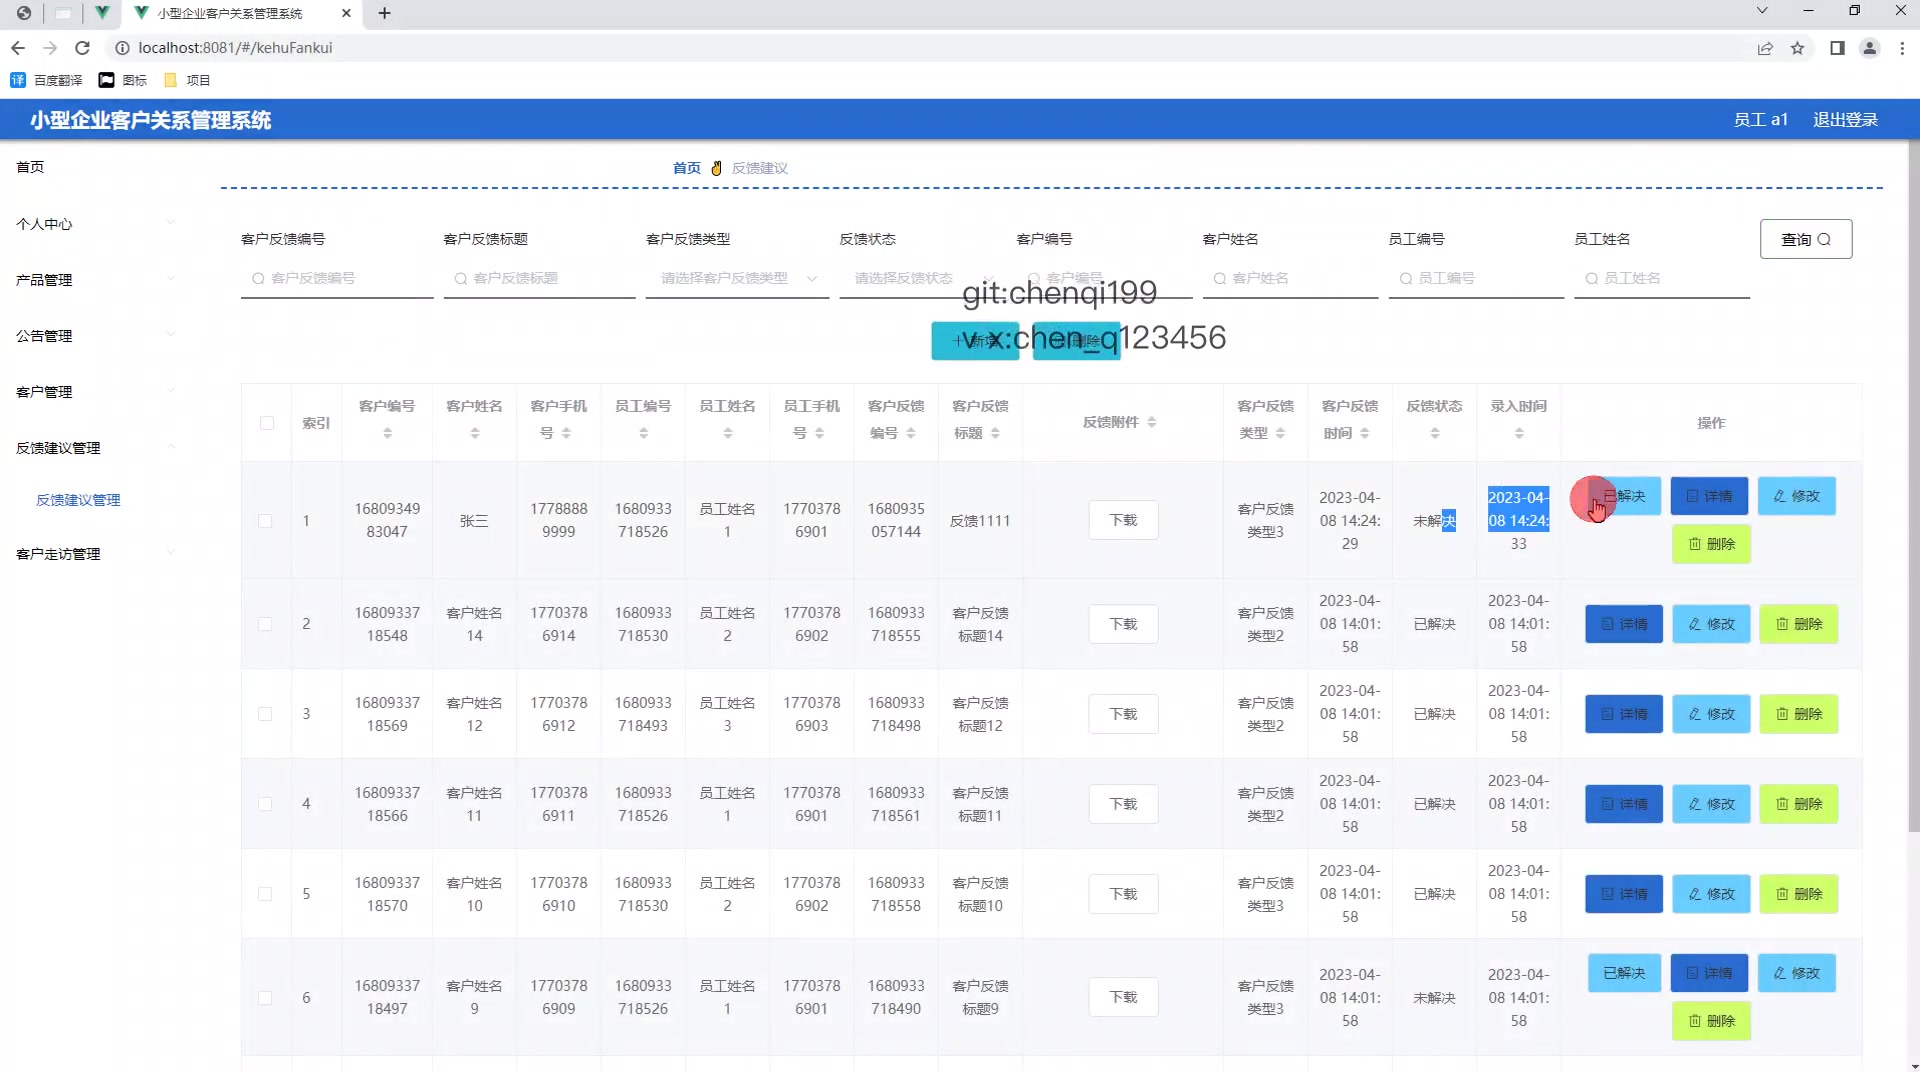 小型企业客户关系管理系统
localhost:8081/#/kehuFankui
译 百度翻译 图标 项目
小型企业客户关系管理系统
员工 a1 退出登录
首页
个人中心
产品管理
公告管理
客户管理
反馈建议管理
反馈建议管理
客户走访管理
首页 反馈建议
客户反馈编号 客户反馈标题 客户反馈类型 反馈状态 客户编号 客户姓名 员工编号 员工姓名
客户反馈编号 客户反馈标题 请选择客户反馈类型 请选择反馈状态 客户编号 客户姓名 员工编号 员工姓名
查询
git:chenqi199
新增 删除
v x:chen_q123456
索引 客户编号 客户姓名 客户手机号 员工编号 员工姓名 员工手机号 客户反馈编号 客户反馈标题 反馈附件 客户反馈类型 客户反馈时间 反馈状态 录入时间 操作
1 1680934983047 张三 17788889999 1680933718526 员工姓名1 17703786901 1680935057144 反馈1111 下载 客户反馈类型3 2023-04-08 14:24:29 未解决 2023-04-08 14:24:33 已解决 详情 修改 删除
2 1680933718548 客户姓名14 17703786914 1680933718530 员工姓名2 17703786902 1680933718555 客户反馈标题14 下载 客户反馈类型2 2023-04-08 14:01:58 已解决 2023-04-08 14:01:58 详情 修改 删除
3 1680933718569 客户姓名12 17703786912 1680933718493 员工姓名3 17703786903 1680933718498 客户反馈标题12 下载 客户反馈类型2 2023-04-08 14:01:58 已解决 2023-04-08 14:01:58 详情 修改 删除
4 1680933718566 客户姓名11 17703786911 1680933718526 员工姓名1 17703786901 1680933718561 客户反馈标题11 下载 客户反馈类型2 2023-04-08 14:01:58 已解决 2023-04-08 14:01:58 详情 修改 删除
5 1680933718570 客户姓名10 17703786910 1680933718530 员工姓名2 17703786902 1680933718558 客户反馈标题10 下载 客户反馈类型3 2023-04-08 14:01:58 已解决 2023-04-08 14:01:58 详情 修改 删除
6 1680933718497 客户姓名9 17703786909 1680933718526 员工姓名1 17703786901 1680933718490 客户反馈标题9 下载 客户反馈类型3 2023-04-08 14:01:58 未解决 2023-04-08 14:01:58 已解决 详情 修改 删除